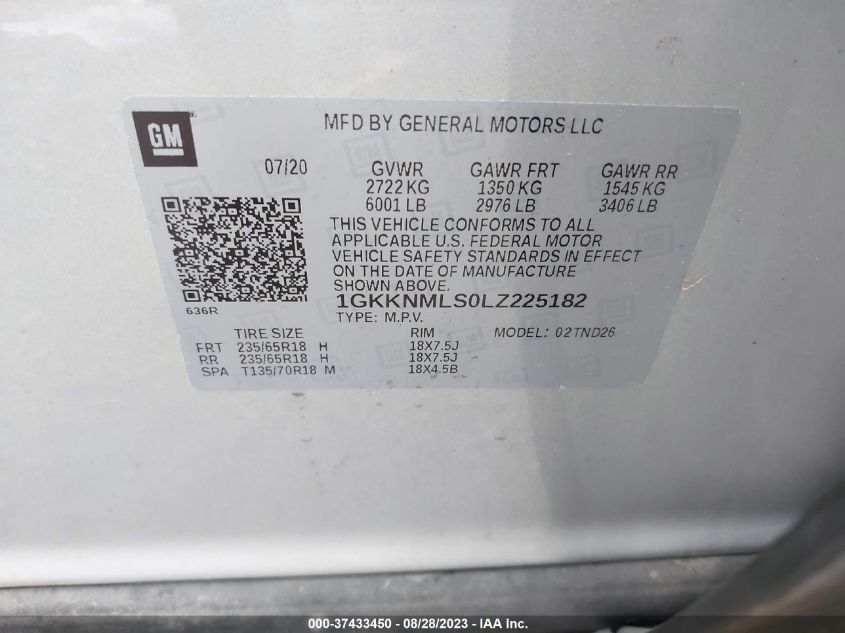 GM
MFD BY GENERAL MOTORS LLC
07/20 GVWR GAWR FRT GAWR RR
2722 KG 1350 KG 1545 KG
6001 LB 2976 LB 3406 LB
THIS VEHICLE CONFORMS TO ALL
APPLICABLE U.S. FEDERAL MOTOR
VEHICLE SAFETY STANDARDS IN EFFECT
ON THE DATE OF MANUFACTURE
SHOWN ABOVE.
1GKKNMLS0LZ225182
636R
TYPE: M.P.V.
TIRE SIZE RIM MODEL: 02TND26
FRT 235/65R18 H 18X7.5J
RR 235/65R18 H 18X7.5J
SPA T135/70R18 M 18X4.5B
000-37433450 - 08/28/2023 - IAA Inc.